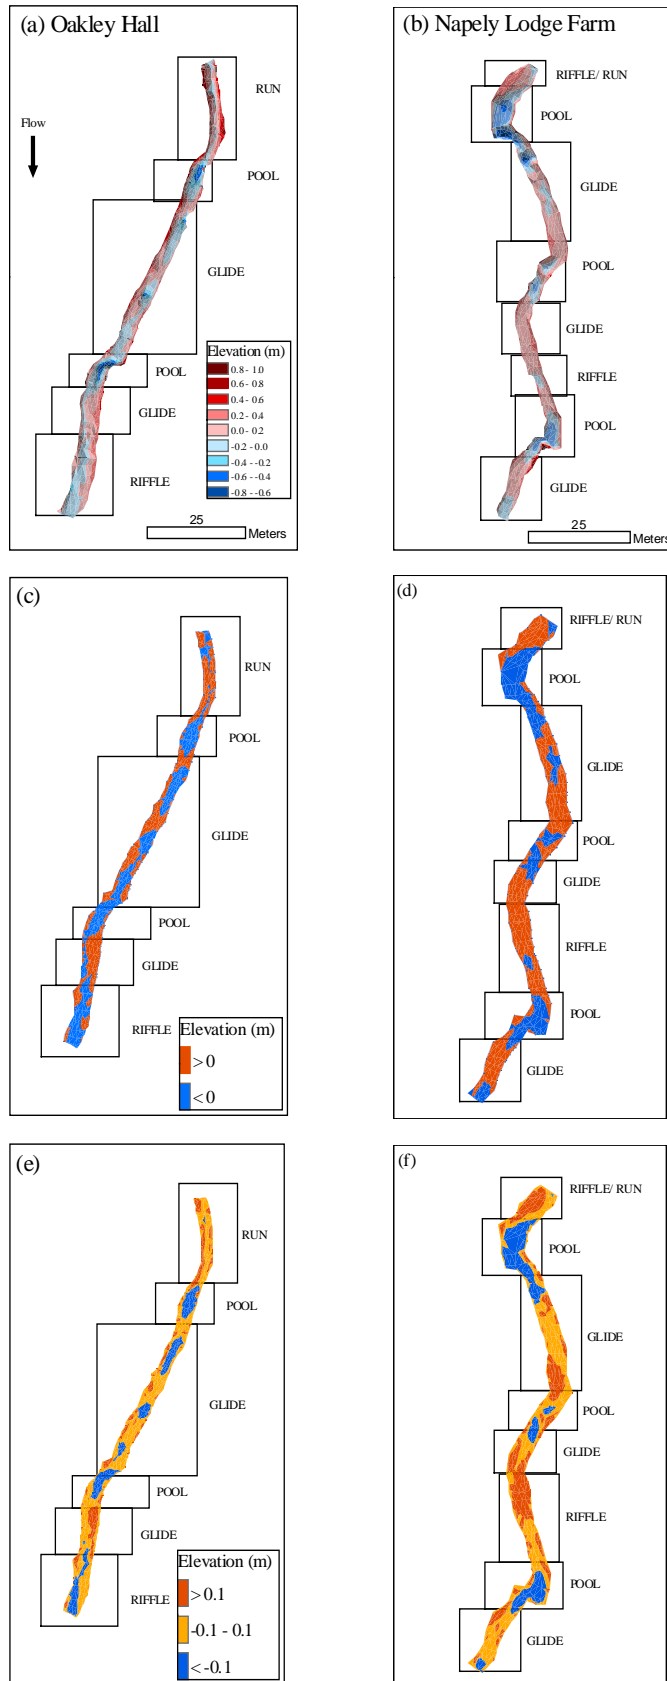 (a) Oakley Hall
RUN
Flow
POOL
GLIDE
Elevation (m)
0.8 - 1.0
0.6 - 0.8
0.4 - 0.6
0.2 - 0.4
0.0 - 0.2
-0.2 - 0.0
-0.4 - -0.2
-0.6 - -0.4
-0.8 - -0.6
POOL
GLIDE
RIFFLE
25
Meters
(b) Napely Lodge Farm
RIFFLE/ RUN
POOL
GLIDE
POOL
GLIDE
RIFFLE
POOL
GLIDE
25
Meters
(c)
RUN
POOL
GLIDE
POOL
GLIDE
RIFFLE
Elevation (m)
> 0
< 0
(d)
RIFFLE/ RUN
POOL
GLIDE
POOL
GLIDE
RIFFLE
POOL
GLIDE
(e)
RUN
POOL
GLIDE
POOL
GLIDE
RIFFLE
Elevation (m)
> 0.1
-0.1 - 0.1
< -0.1
(f)
RIFFLE/ RUN
POOL
GLIDE
POOL
GLIDE
RIFFLE
POOL
GLIDE